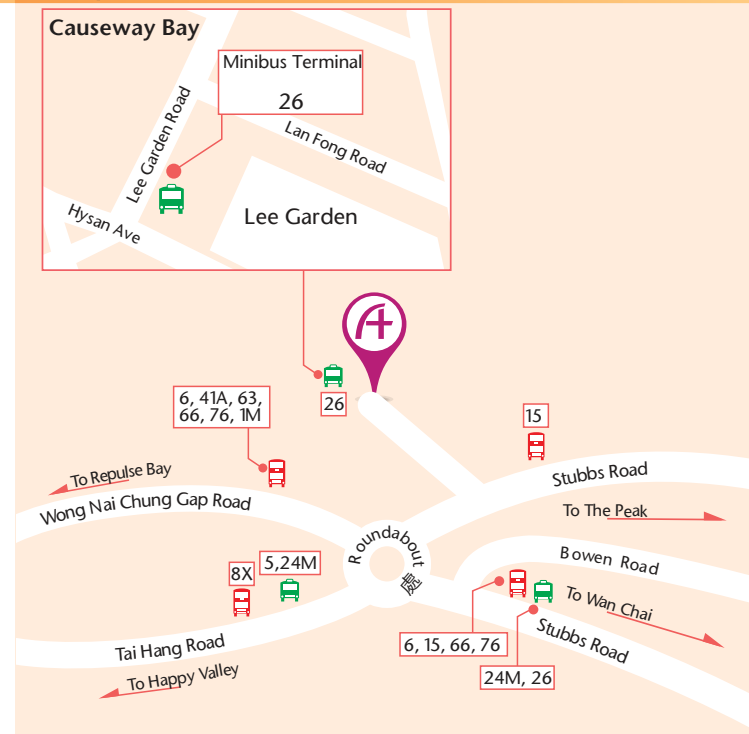 Causeway Bay
Minibus Terminal
26
Lee Garden Road
Lan Fong Road
Hysan Ave
Lee Garden
26
6, 41A, 63,
66, 76, 1M
15
To Repulse Bay
Wong Nai Chung Gap Road
Stubbs Road
To The Peak
Roundabout
處
Bowen Road
8X
5,24M
To Wan Chai
Stubbs Road
Tai Hang Road
6, 15, 66, 76
24M, 26
To Happy Valley